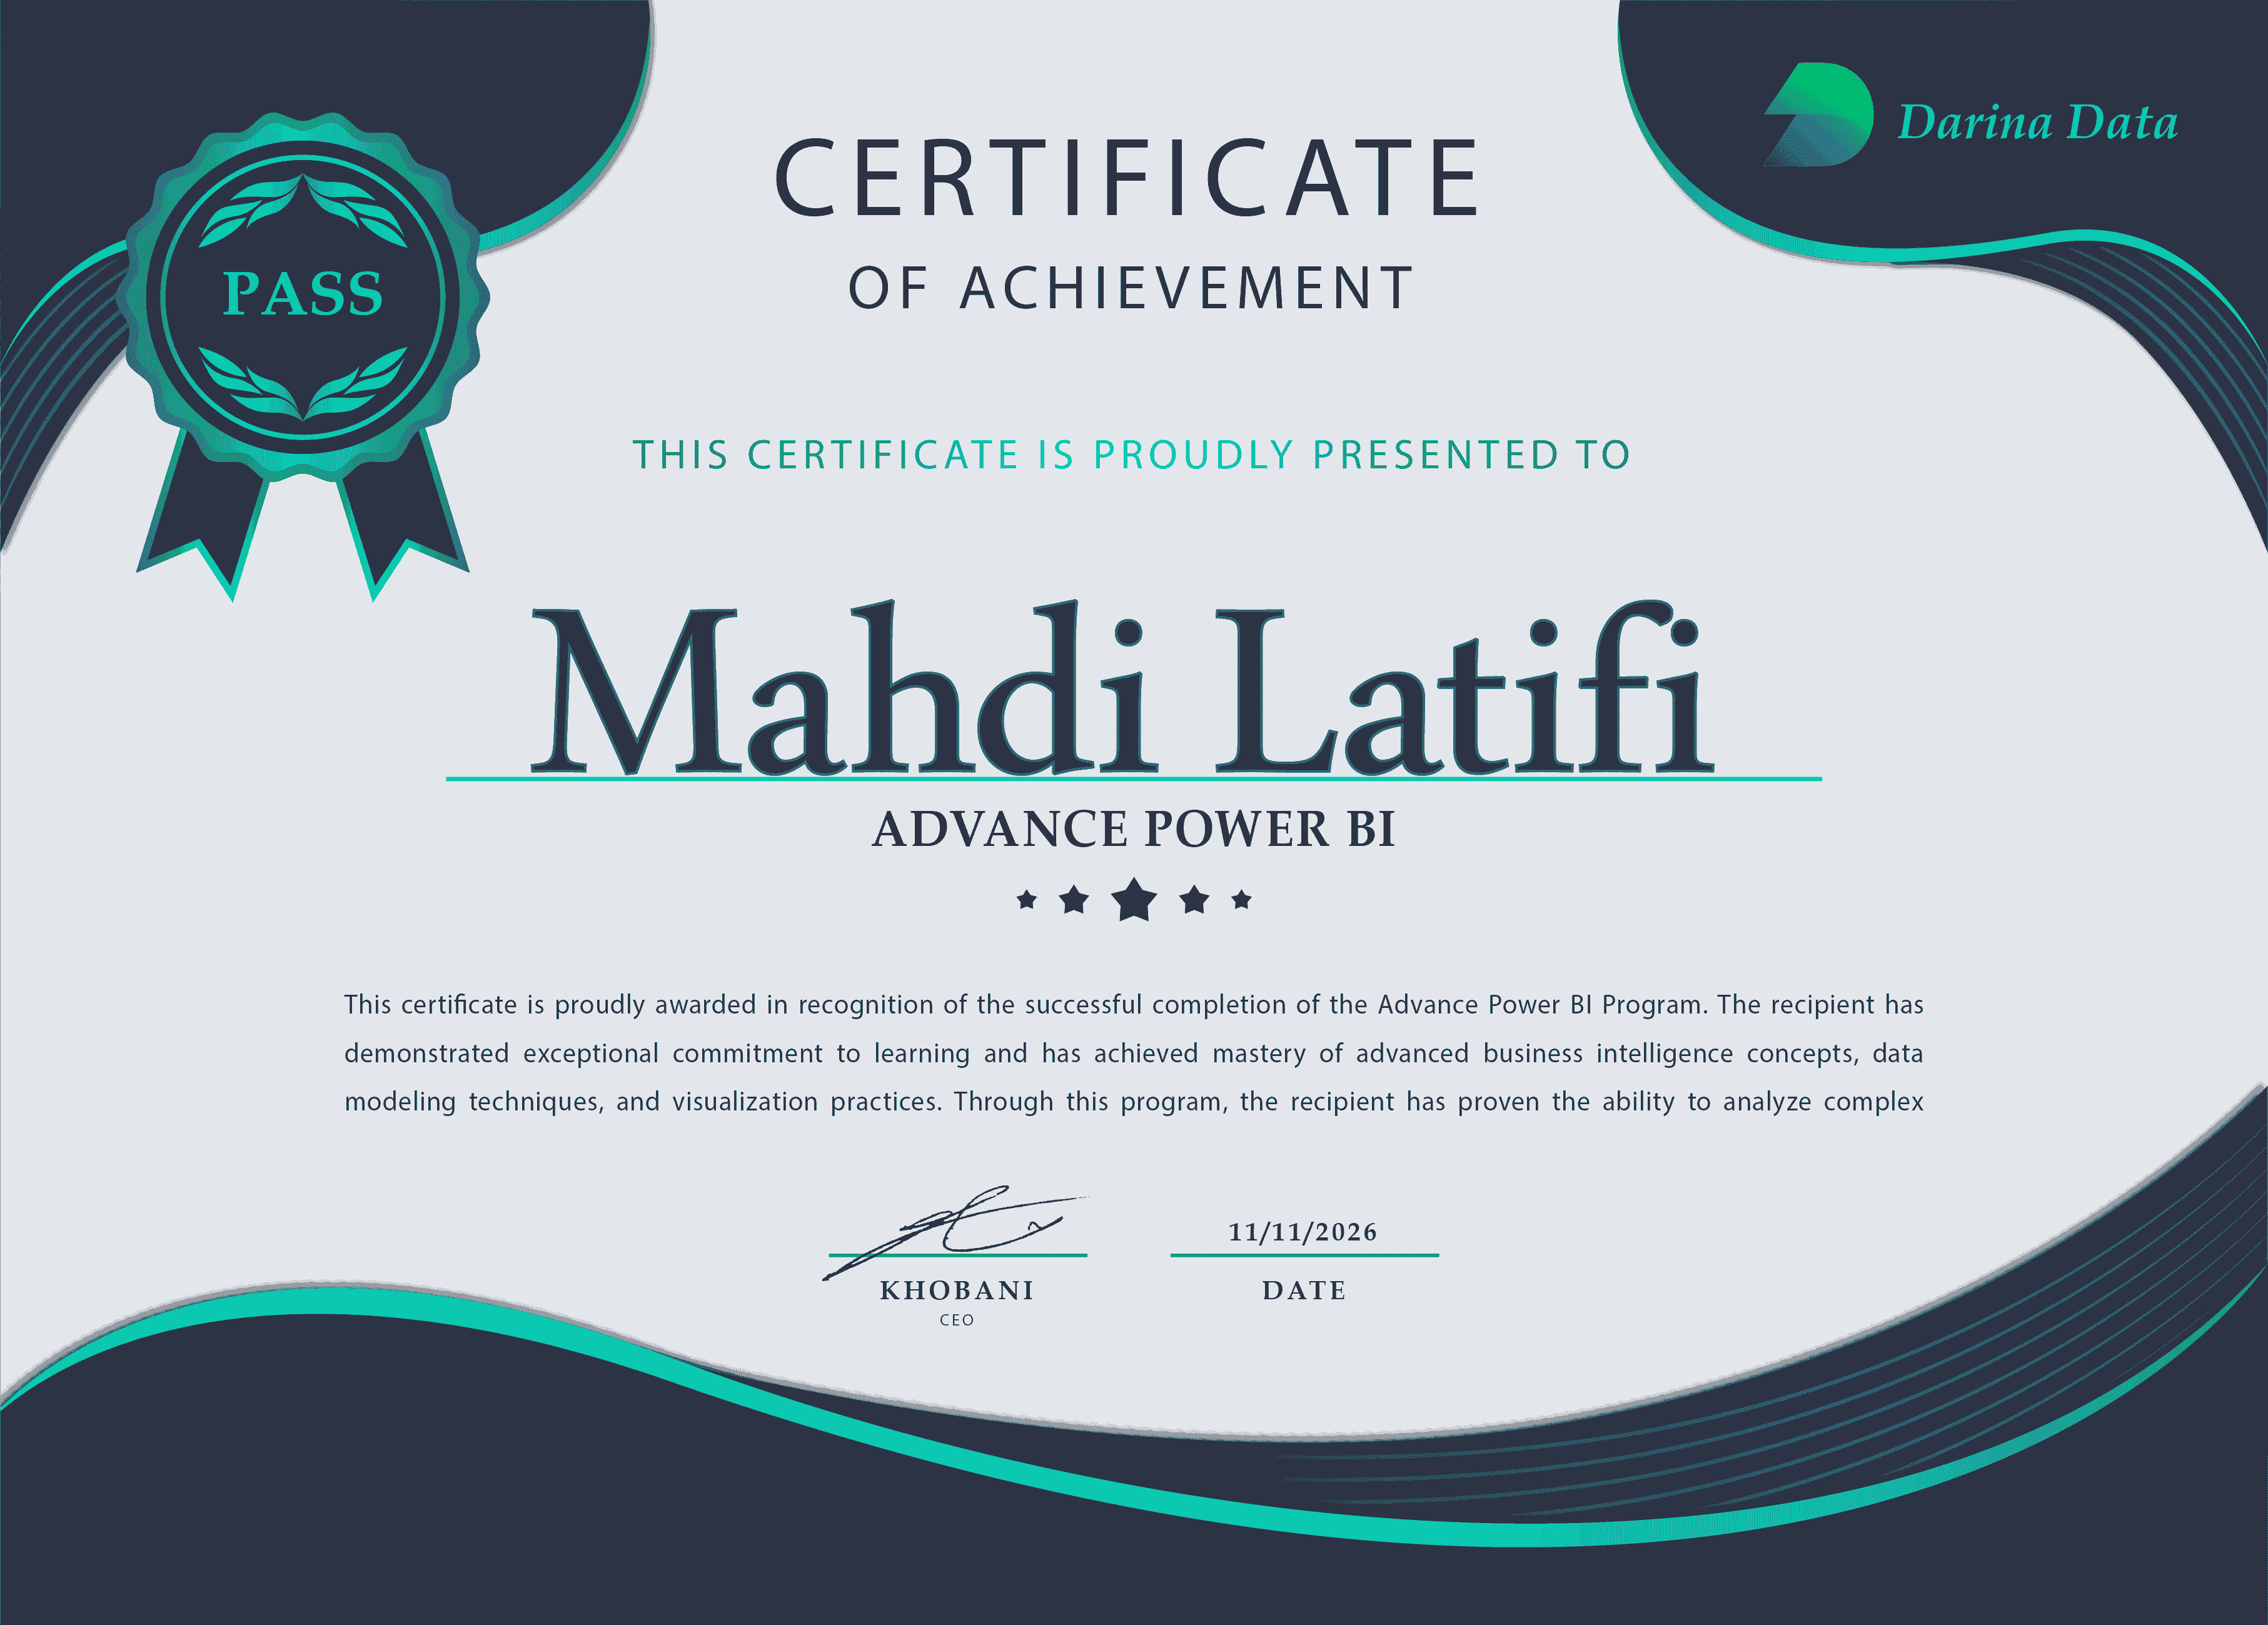 Darina Data
CERTIFICATE
OF ACHIEVEMENT
PASS
THIS CERTIFICATE IS PROUDLY PRESENTED TO
Mahdi Latifi
ADVANCE POWER BI
This certificate is proudly awarded in recognition of the successful completion of the Advance Power BI Program. The recipient has
demonstrated exceptional commitment to learning and has achieved mastery of advanced business intelligence concepts, data
modeling techniques, and visualization practices. Through this program, the recipient has proven the ability to analyze complex
11/11/2026
KHOBANI
DATE
CEO